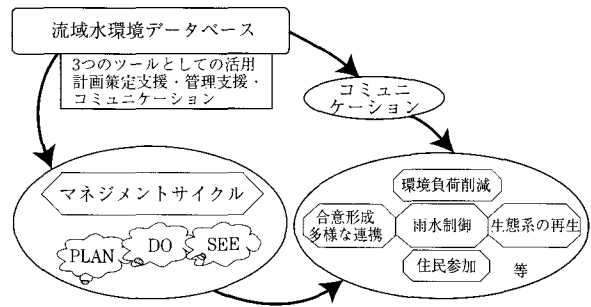 流域水環境データベース
3つのツールとしての活用
計画策定支援・管理支援・
コミュニケーション
コミュニ
ケーション
マネジメントサイクル
PLAN
DO
SEE
環境負荷削減
合意形成
多様な連携
雨水制御
生態系の再生
住民参加
等